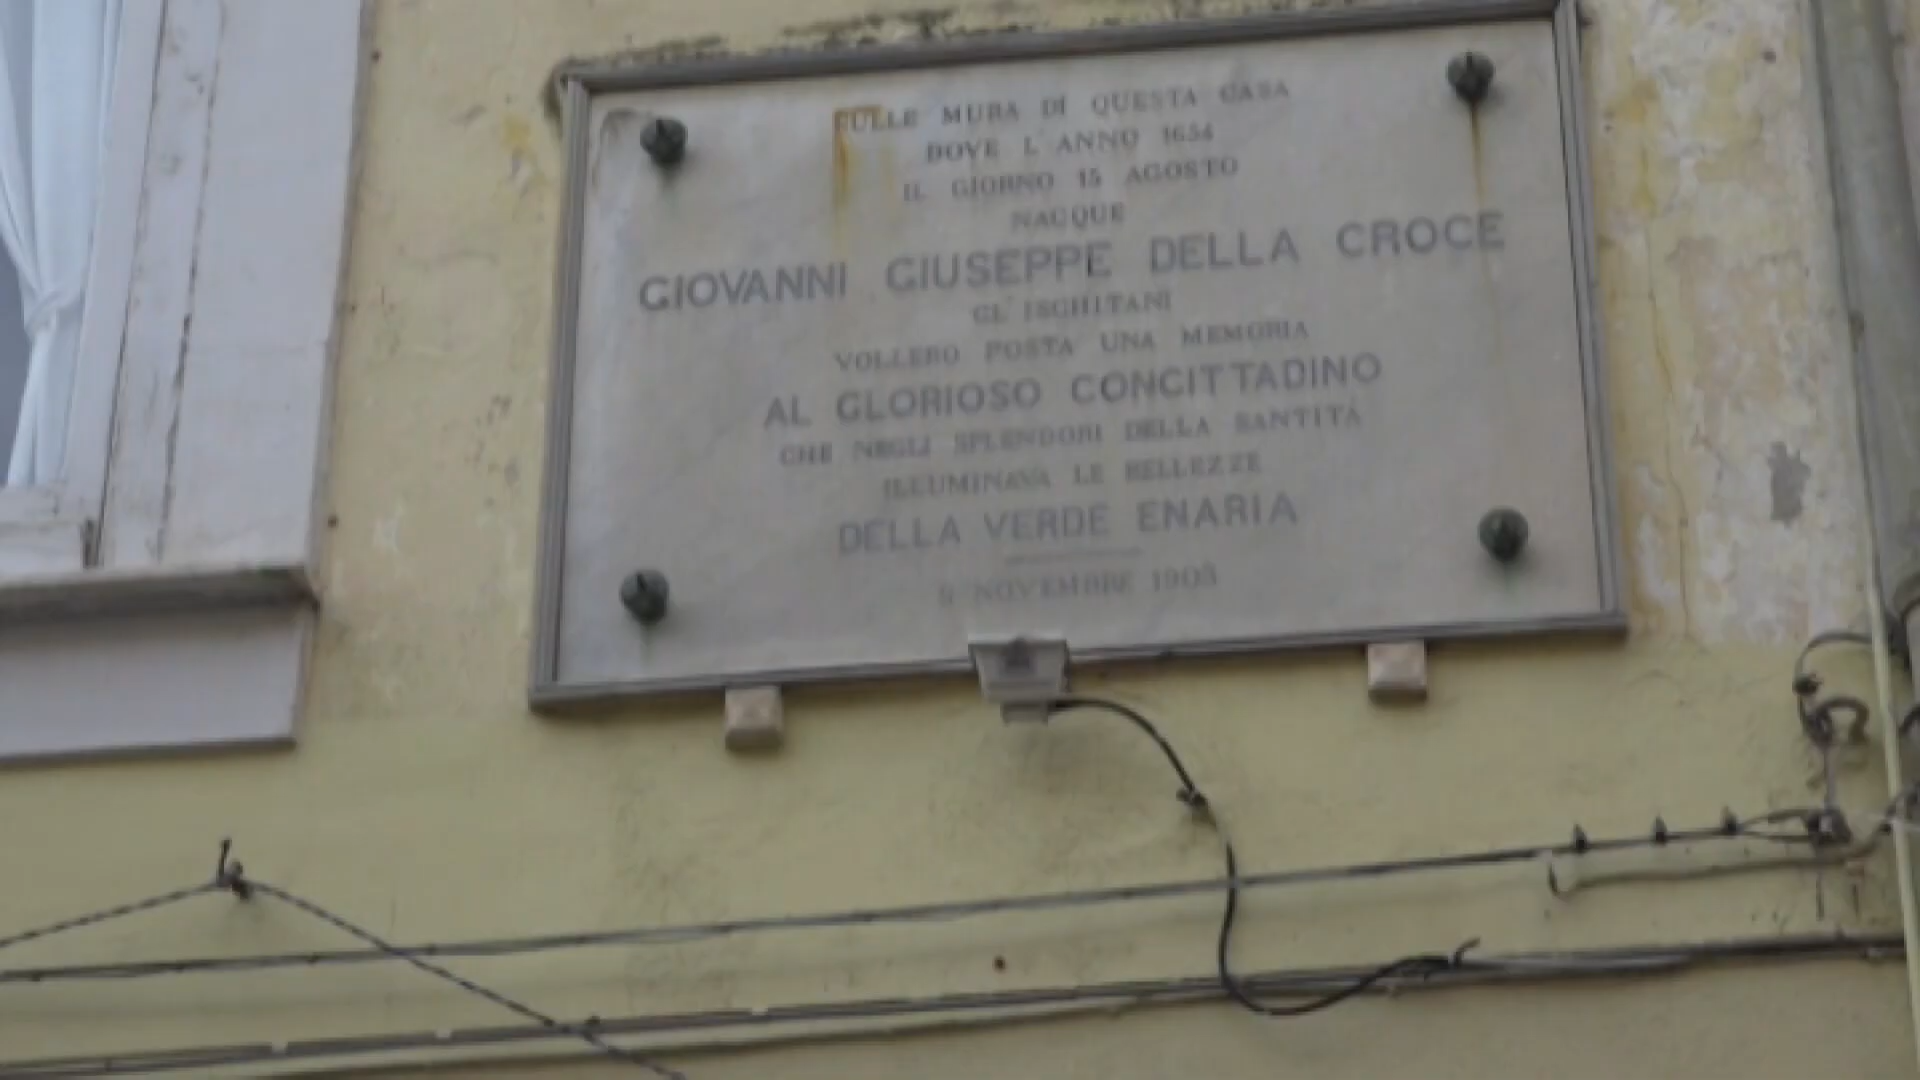 SULLE MURA DI QUESTA CASA
DOVE L'ANNO 1654
IL GIORNO 15 AGOSTO
NACQUE
GIOVANNI GIUSEPPE DELLA CROCE
GL'ISCHITANI
VOLLERO POSTA UNA MEMORIA
AL GLORIOSO CONCITTADINO
CHE NEGLI SPLENDORI DELLA SANTITÀ
ILLUMINAVA LE BELLEZZE
DELLA VERDE ENARIA
NOVEMBRE 1903